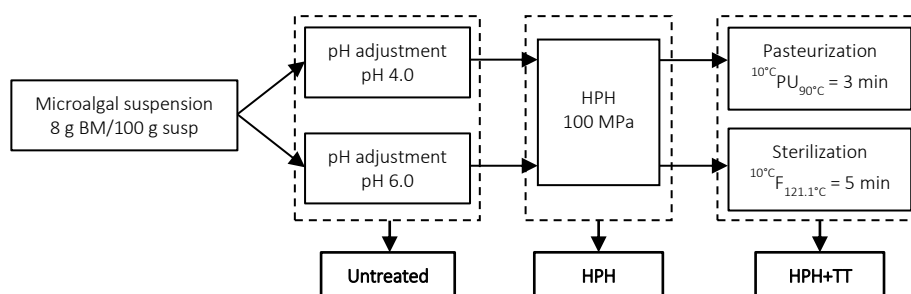 Microalgal suspension
8 g BM/100 g susp
pH adjustment
pH 4.0
pH adjustment
pH 6.0
HPH
100 MPa
Pasteurization
10°CPU90°C = 3 min
Sterilization
10°CF121.1°C = 5 min
Untreated
HPH
HPH+TT